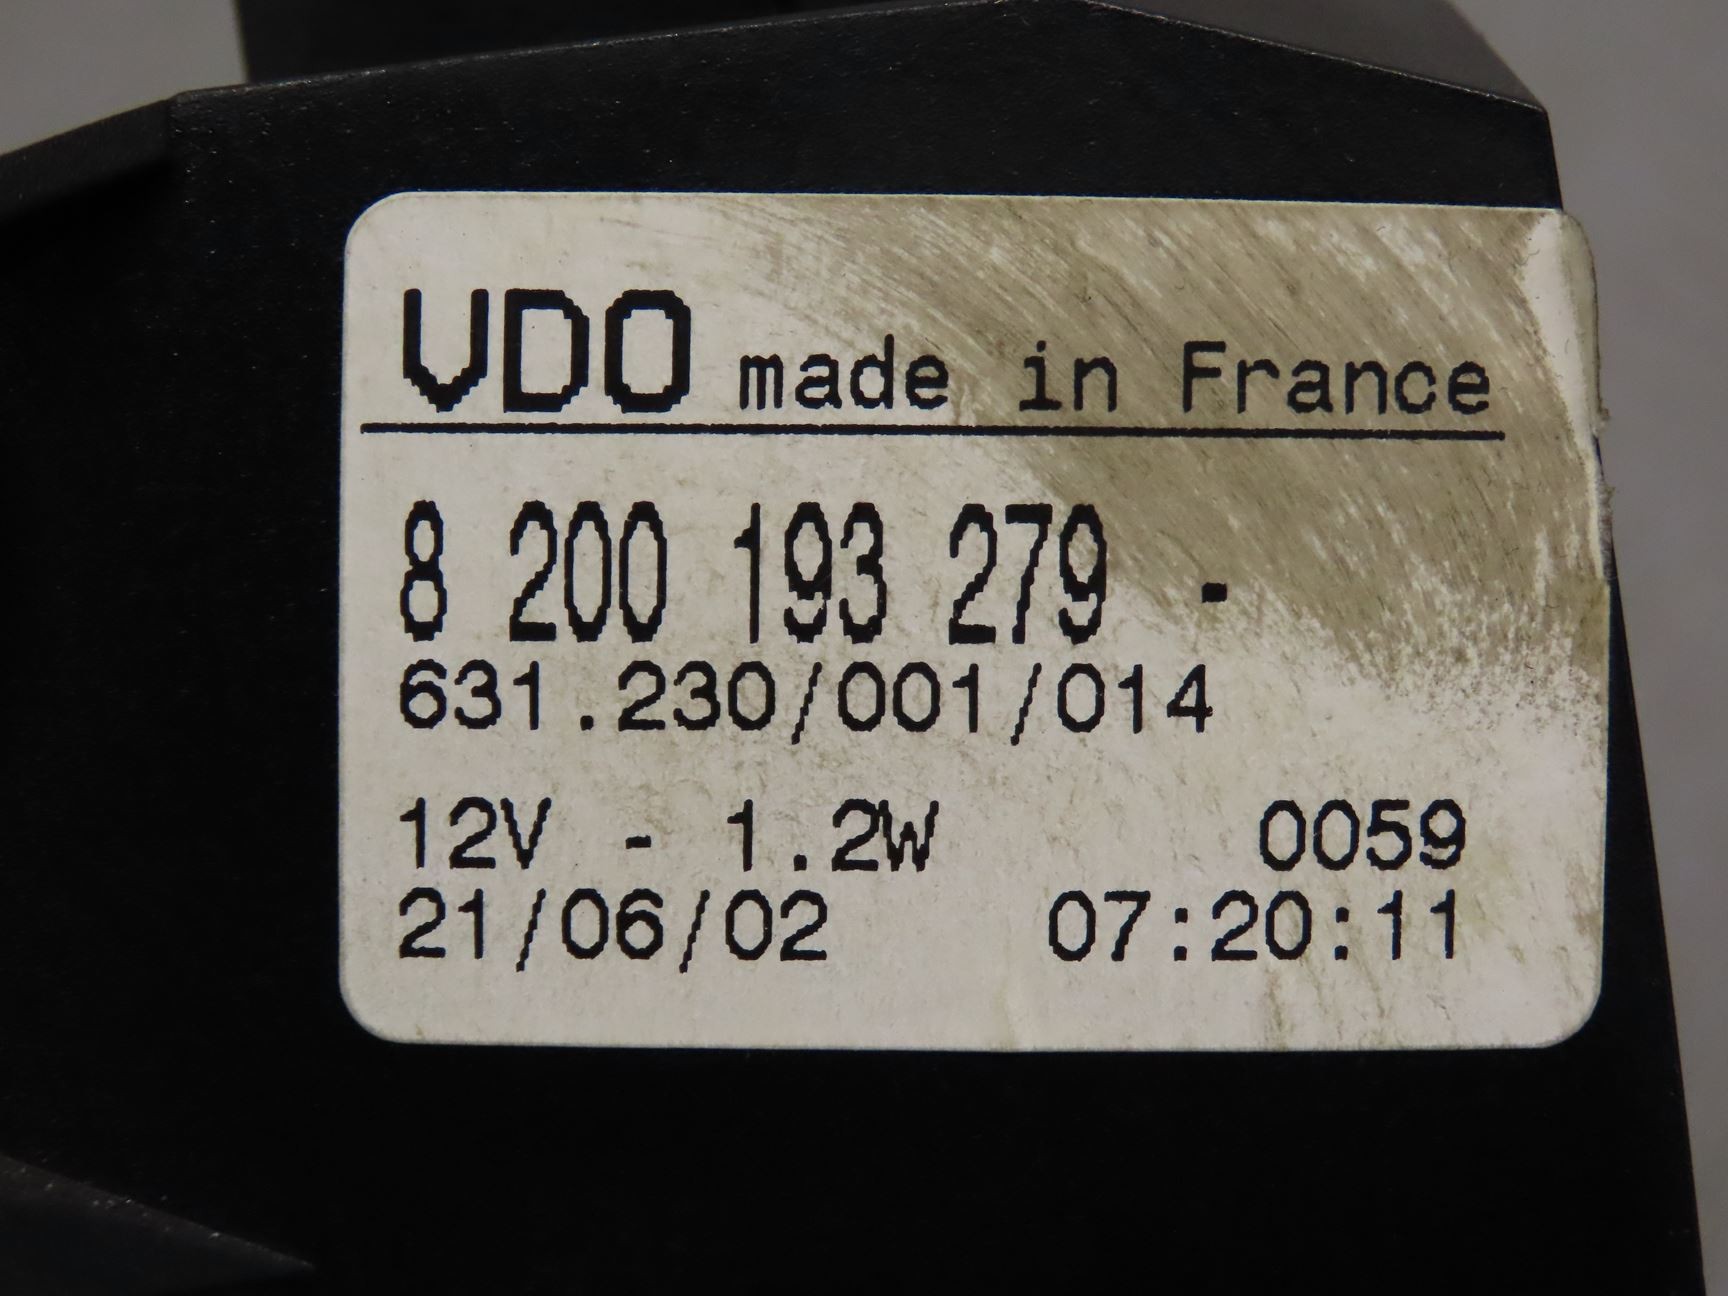 VDO made in France
8 200 193 279 -
631.230/001/014
12V - 1.2W 0059
21/06/02 07:20:11